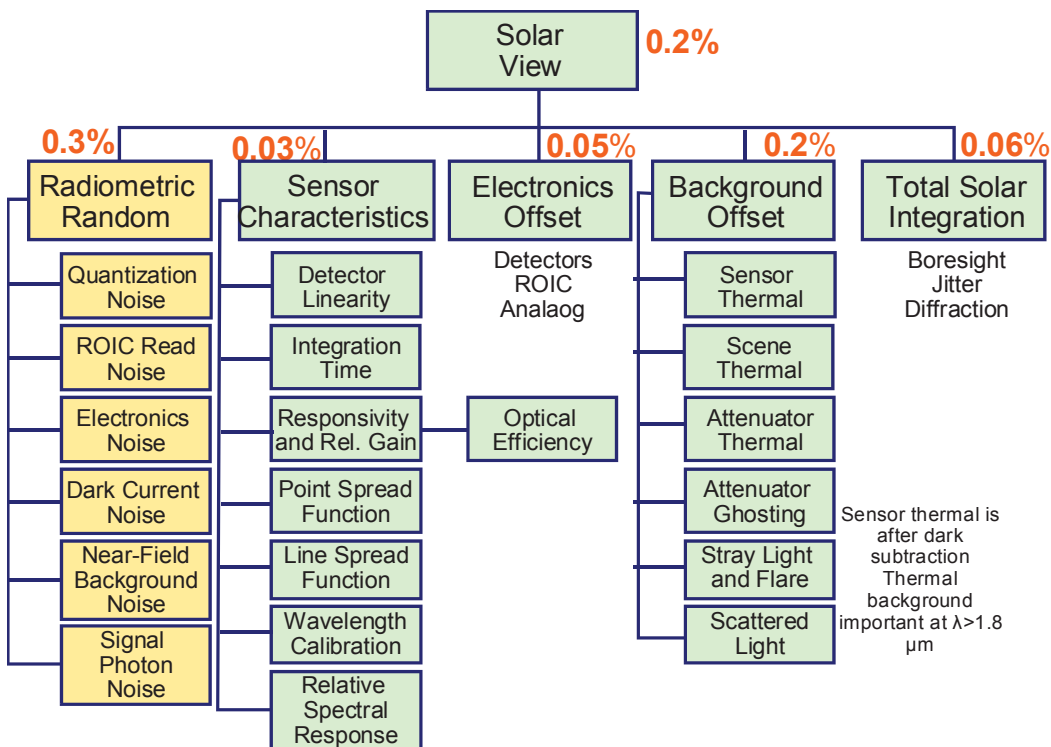 Solar
View
0.2%
0.3%
0.03%
0.05%
0.2%
0.06%
Radiometric
Random
Sensor
Characteristics
Electronics
Offset
Background
Offset
Total Solar
Integration
Quantization
Noise
ROIC Read
Noise
Electronics
Noise
Dark Current
Noise
Near-Field
Background
Noise
Signal
Photon
Noise
Detector
Linearity
Integration
Time
Responsivity
and Rel. Gain
Point Spread
Function
Line Spread
Function
Wavelength
Calibration
Relative
Spectral
Response
Detectors
ROIC
Analaog
Optical
Efficiency
Sensor
Thermal
Scene
Thermal
Attenuator
Thermal
Attenuator
Ghosting
Stray Light
and Flare
Scattered
Light
Boresight
Jitter
Diffraction
Sensor thermal is
after dark
subtraction
Thermal
background
important at λ>1.8
μm